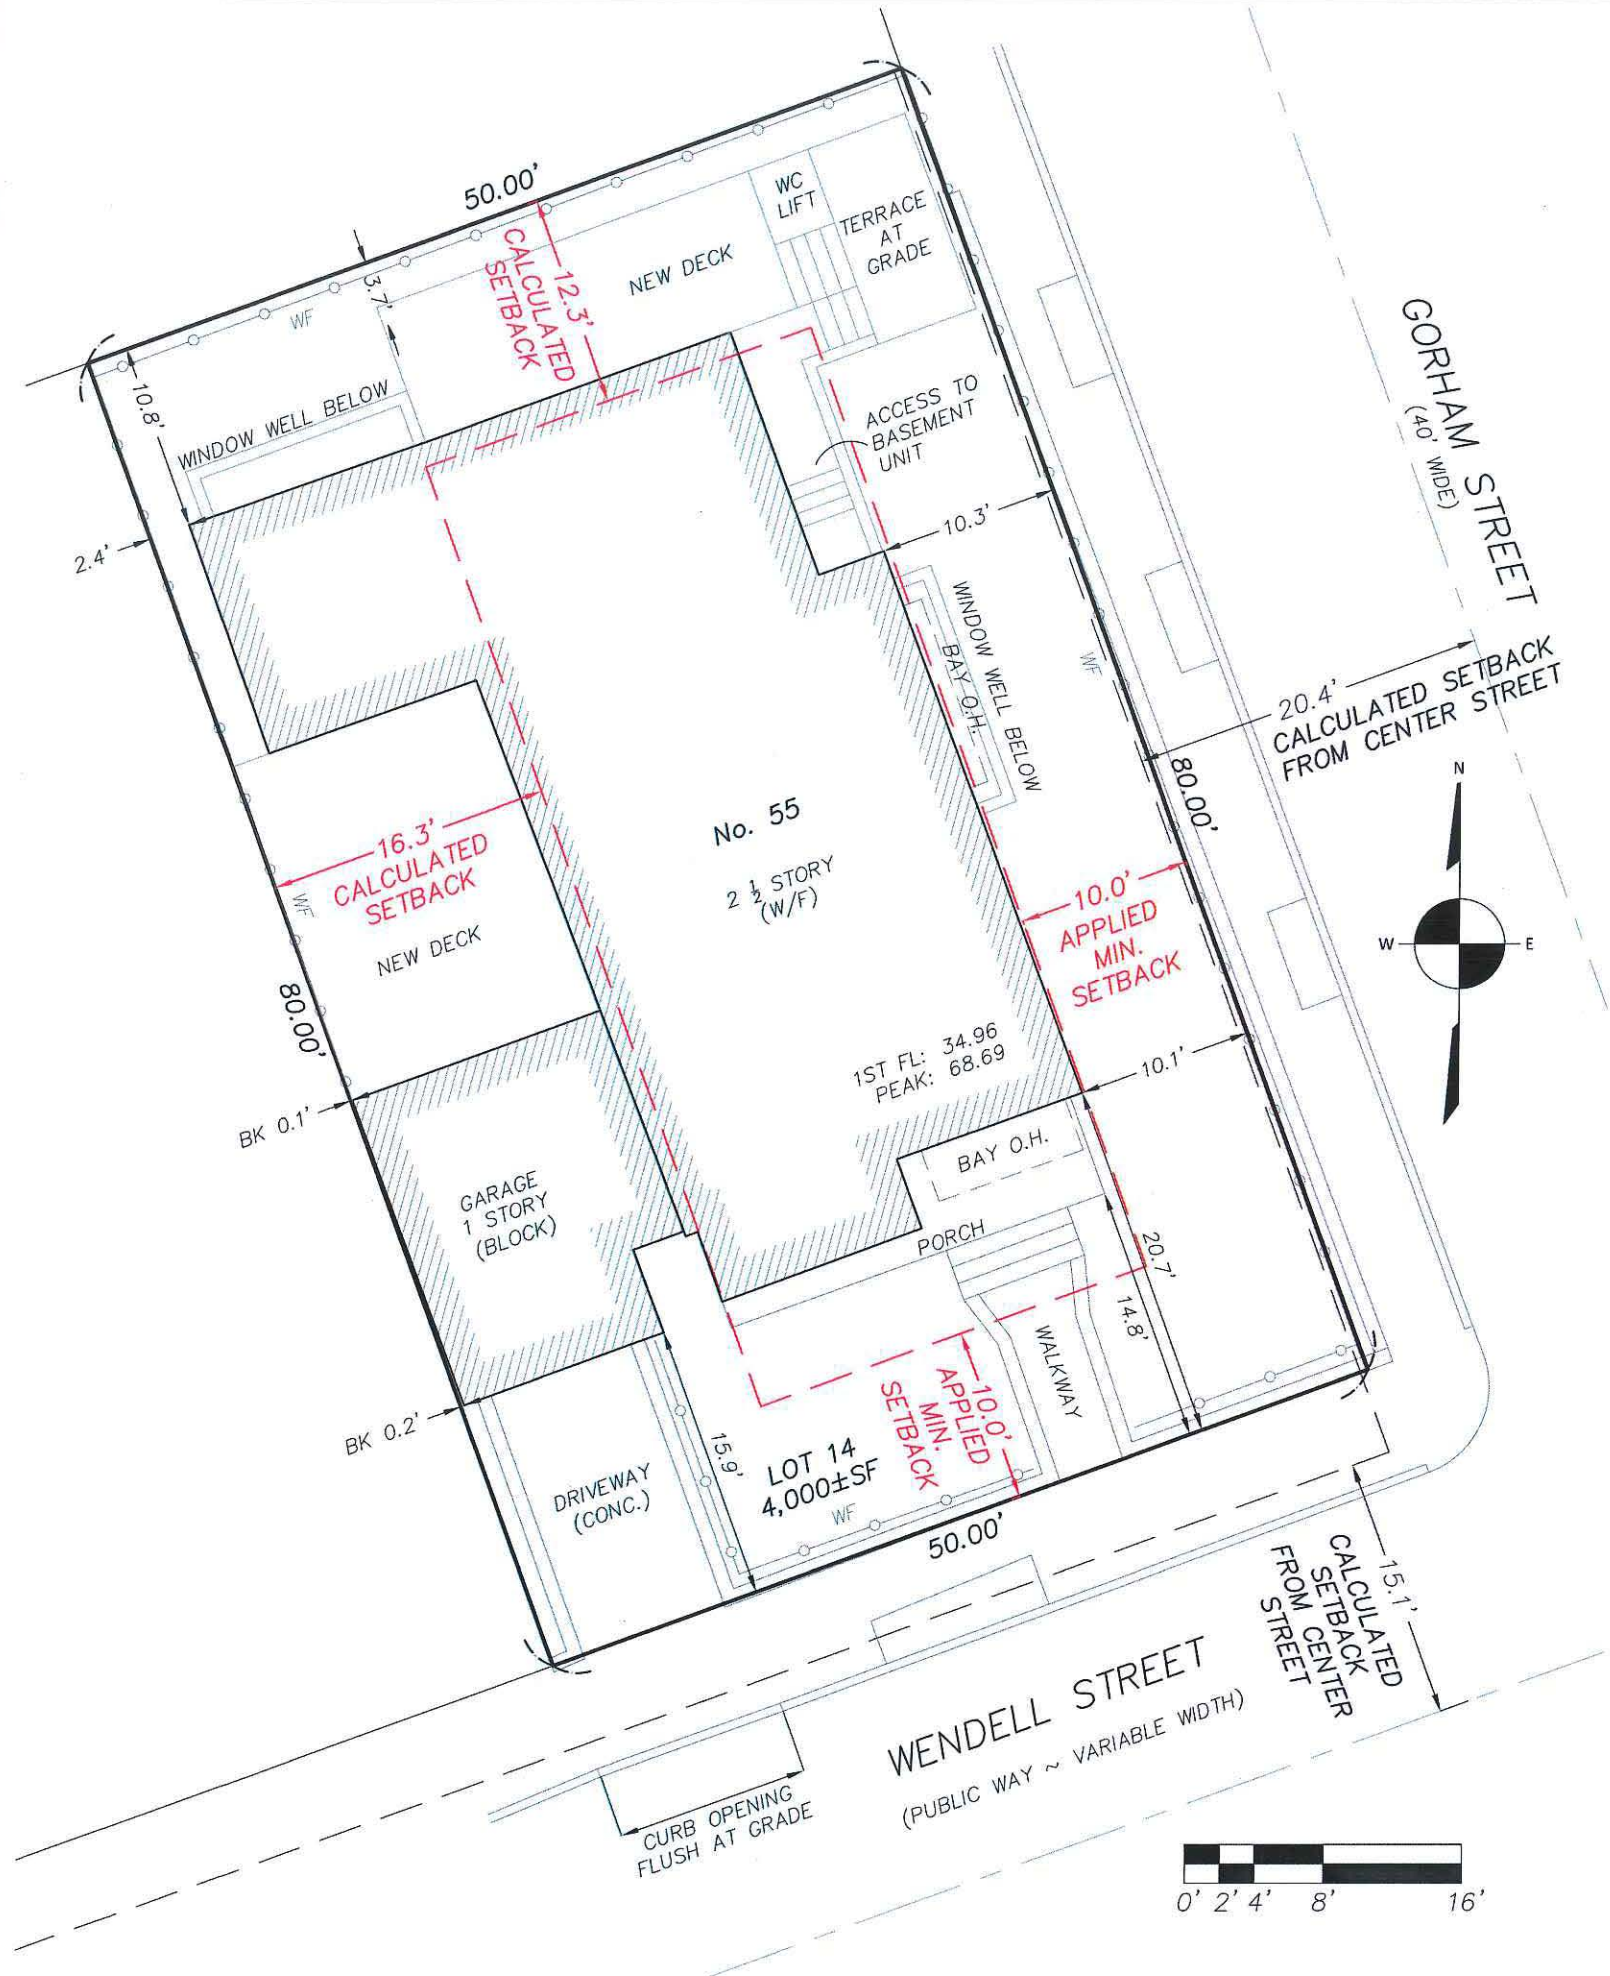 50.00'
WC
LIFT
TERRACE
AT
GRADE
NEW DECK
12.3'
CALCULATED
SETBACK
3.7'
WF
10.8'
WINDOW WELL BELOW
2.4'
ACCESS TO
BASEMENT
UNIT
10.3'
GORHAM STREET
(40' WIDE)
WINDOW WELL BELOW
BAY O.H.
WF
20.4'
CALCULATED SETBACK
FROM CENTER STREET
80.00'
No. 55
2 ½ STORY
(W/F)
16.3'
CALCULATED
SETBACK
WF
NEW DECK
80.00'
10.0'
APPLIED
MIN.
SETBACK
N
W
E
1ST FL: 34.96
PEAK: 68.69
10.1'
BK 0.1'
BAY O.H.
GARAGE
1 STORY
(BLOCK)
PORCH
20.7'
14.8'
WALKWAY
10.0'
APPLIED
MIN.
SETBACK
BK 0.2'
15.9'
LOT 14
4,000±SF
WF
DRIVEWAY
(CONC.)
50.00'
15.1'
CALCULATED
SETBACK
FROM CENTER
STREET
WENDELL STREET
(PUBLIC WAY ~ VARIABLE WIDTH)
CURB OPENING
FLUSH AT GRADE
0' 2' 4' 8' 16'